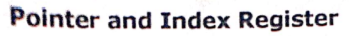 Pointer and Index Register